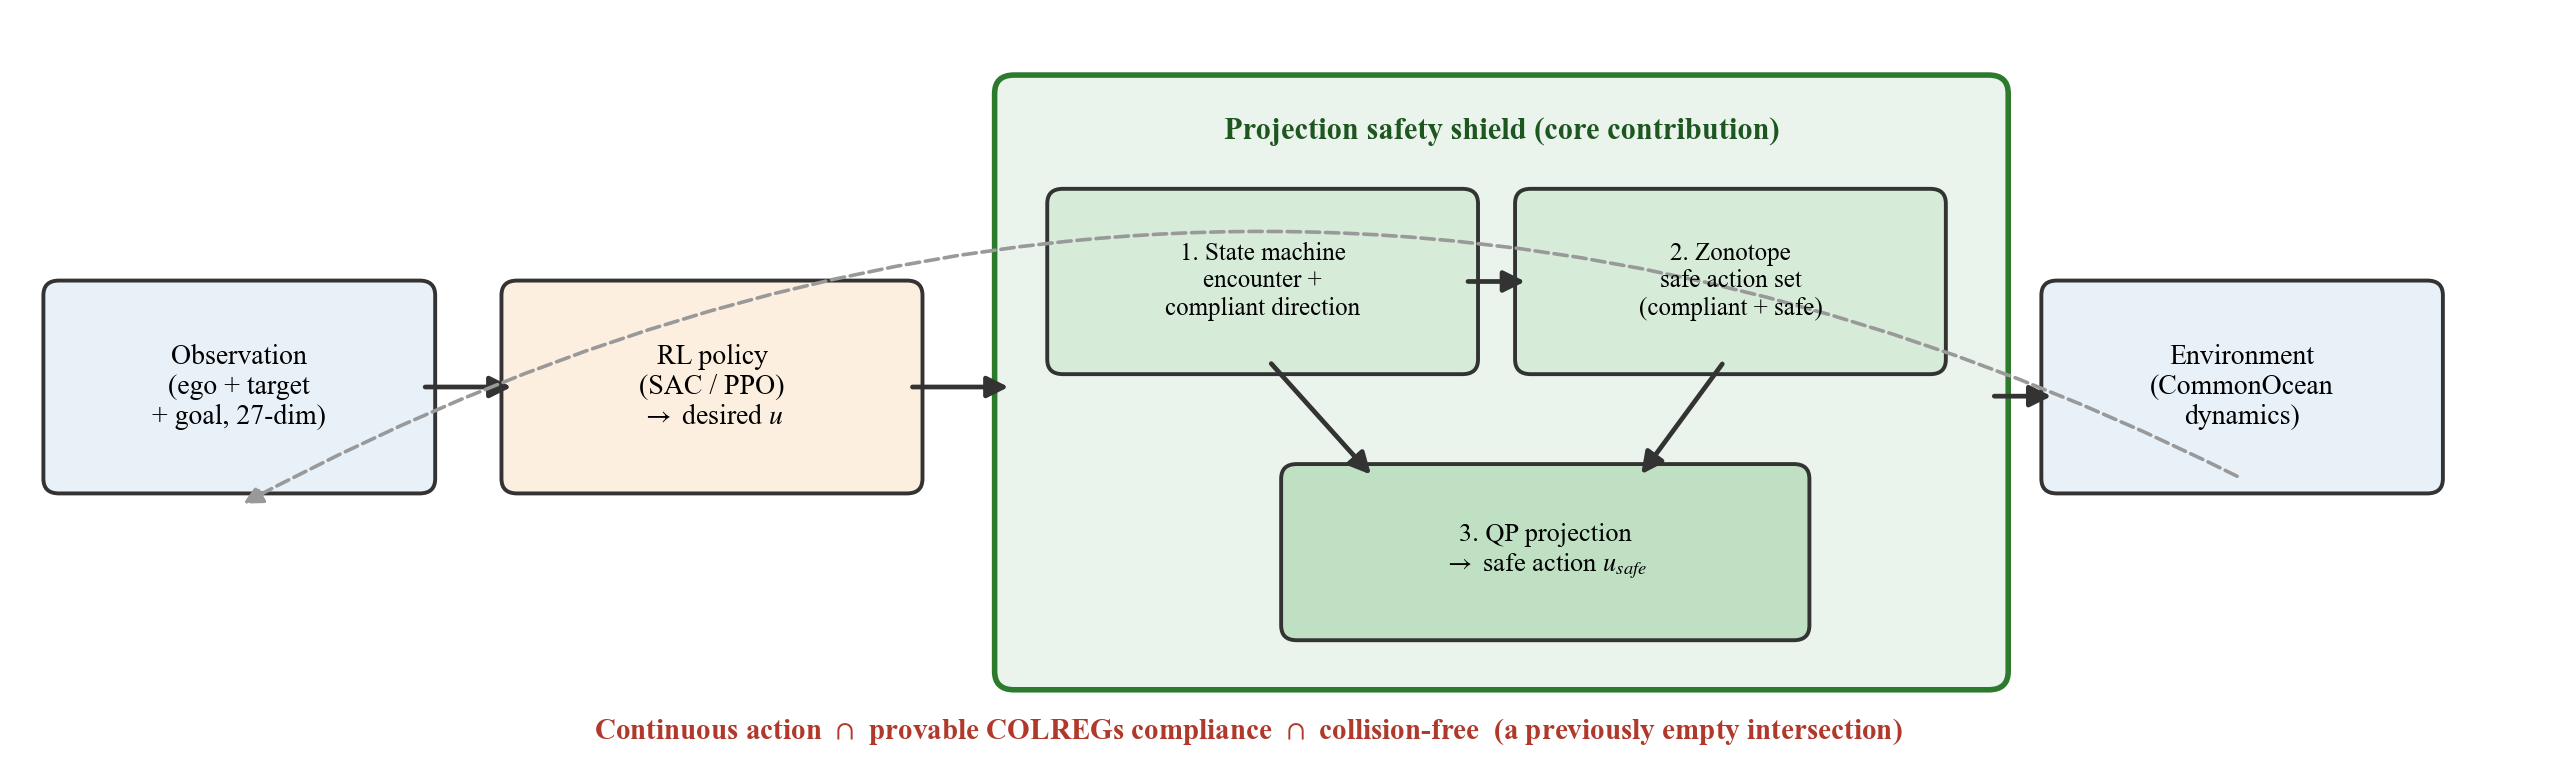 Projection safety shield (core contribution)
Observation
(ego + target
+ goal, 27-dim)
RL policy
(SAC / PPO)
→ desired u
1. State machine
encounter +
compliant direction
2. Zonotope
safe action set
(compliant + safe)
3. QP projection
→ safe action u_safe
Environment
(CommonOcean
dynamics)
Continuous action ∩ provable COLREGs compliance ∩ collision-free (a previously empty intersection)